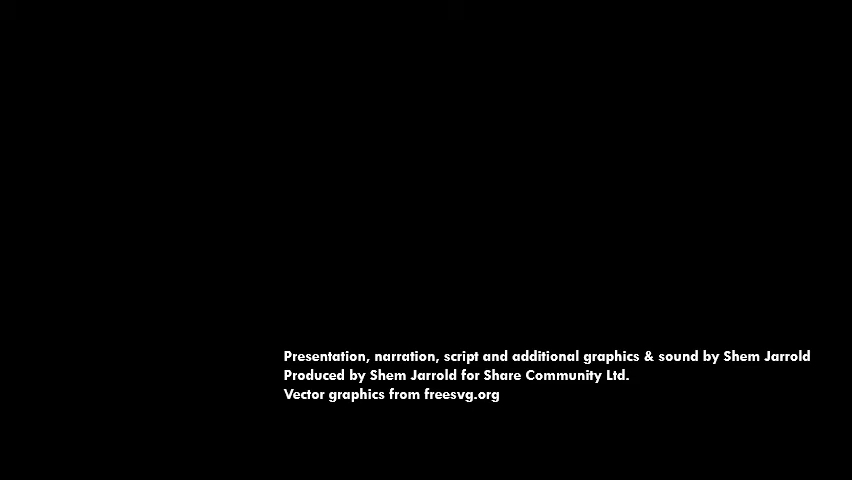 Presentation, narration, script and additional graphics & sound by Shem Jarrold
Produced by Shem Jarrold for Share Community Ltd.
Vector graphics from freesvg.org